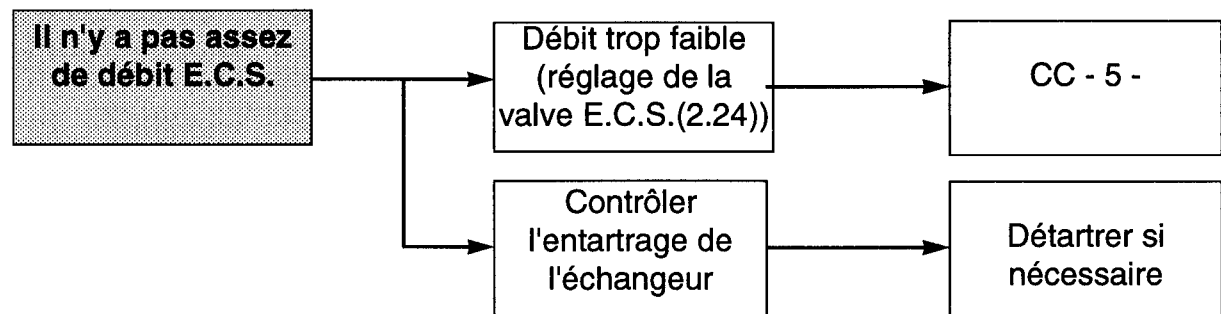 Il n'y a pas assez
de débit E.C.S.
Débit trop faible
(réglage de la
valve E.C.S.(2.24))
CC - 5 -
Contrôler
l'entartrage de
l'échangeur
Détartrer si
nécessaire